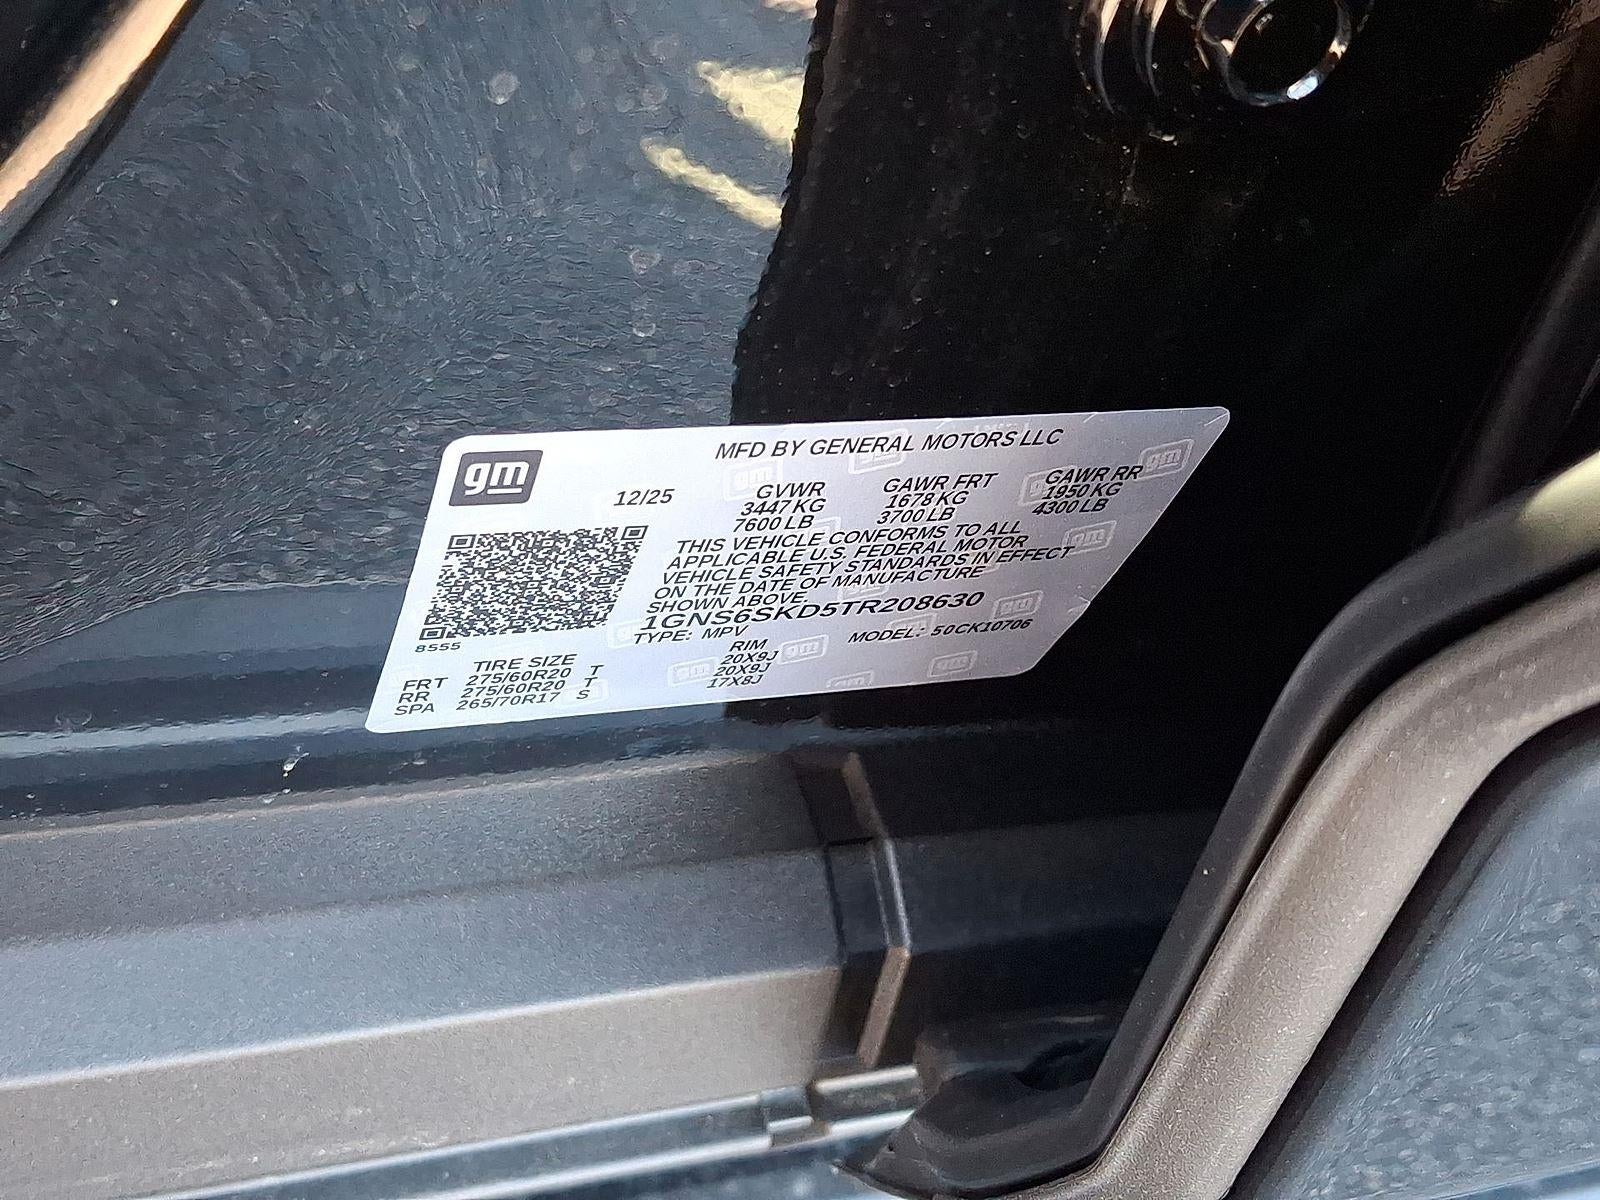 gm
MFD BY GENERAL MOTORS LLC
12/25 GVWR GAWR FRT GAWR RR
3447 KG 1678 KG 1950 KG
7600 LB 3700 LB 4300 LB
THIS VEHICLE CONFORMS TO ALL
APPLICABLE U.S. FEDERAL MOTOR
VEHICLE SAFETY STANDARDS IN EFFECT
ON THE DATE OF MANUFACTURE
SHOWN ABOVE.
1GNS6SKD5TR208630
8555 TYPE: MPV MODEL: 50CK10706
TIRE SIZE RIM
FRT 275/60R20 T 20X9J
RR 275/60R20 T 20X9J
SPA 265/70R17 S 17X8J